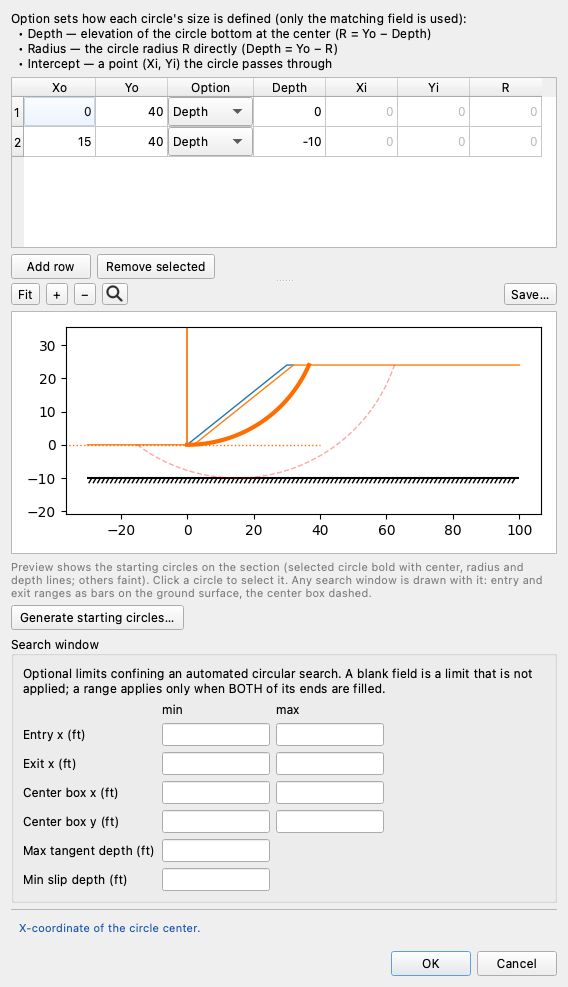 Option sets how each circle's size is defined (only the matching field is used):
• Depth — elevation of the circle bottom at the center (R = Yo − Depth)
• Radius — the circle radius R directly (Depth = Yo − R)
• Intercept — a point (Xi, Yi) the circle passes through
Xo Yo Option Depth Xi Yi R
1 0 40 Depth 0 0 0 0
2 15 40 Depth -10 0 0 0
Add row Remove selected
Fit + − Save...
30
20
10
0
−10
−20
−20 0 20 40 60 80 100
Preview shows the starting circles on the section (selected circle bold with center, radius and
depth lines; others faint). Click a circle to select it. Any search window is drawn with it: entry and
exit ranges as bars on the ground surface, the center box dashed.
Generate starting circles...
Search window
Optional limits confining an automated circular search. A blank field is a limit that is not
applied; a range applies only when BOTH of its ends are filled.
min max
Entry x (ft)
Exit x (ft)
Center box x (ft)
Center box y (ft)
Max tangent depth (ft)
Min slip depth (ft)
X-coordinate of the circle center.
OK Cancel